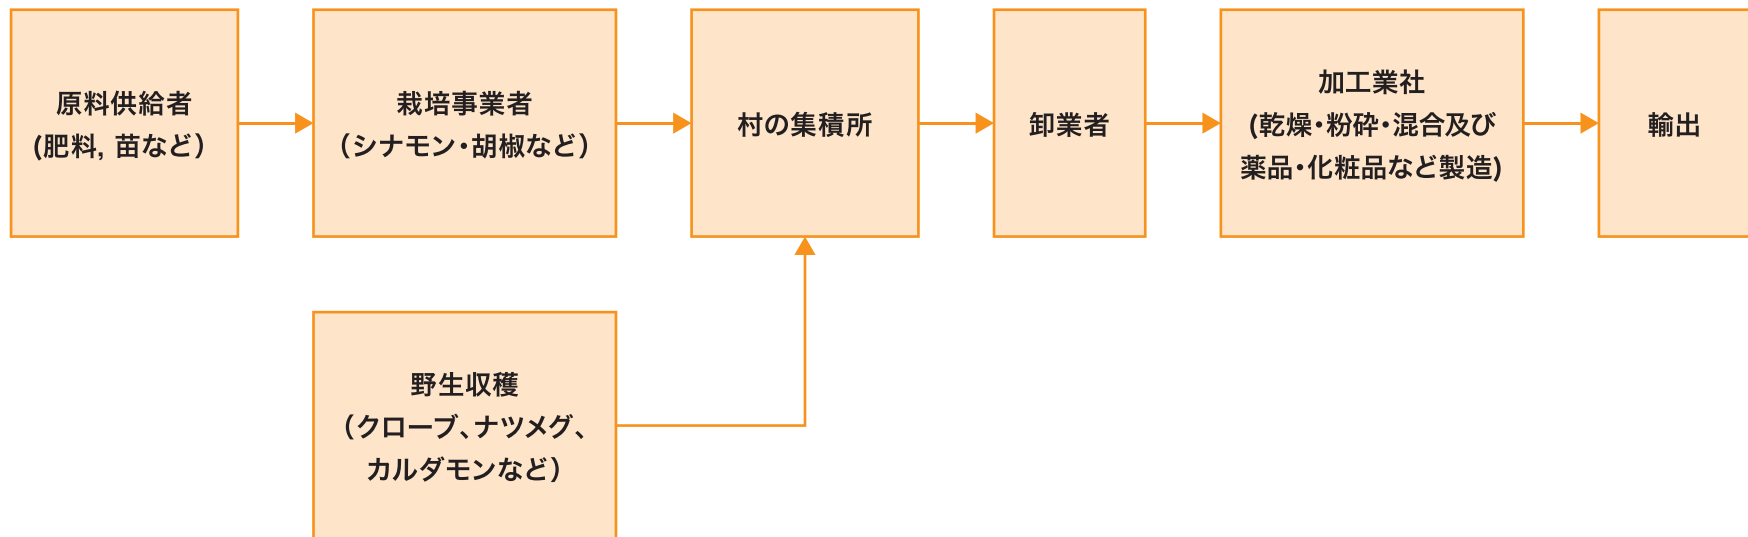 原料供給者
(肥料, 苗など）
栽培事業者
（シナモン・胡椒など）
村の集積所
卸業者
加工業社
(乾燥・粉砕・混合及び
薬品・化粧品など製造)
輸出
野生収穫
（クローブ、ナツメグ、
カルダモンなど）